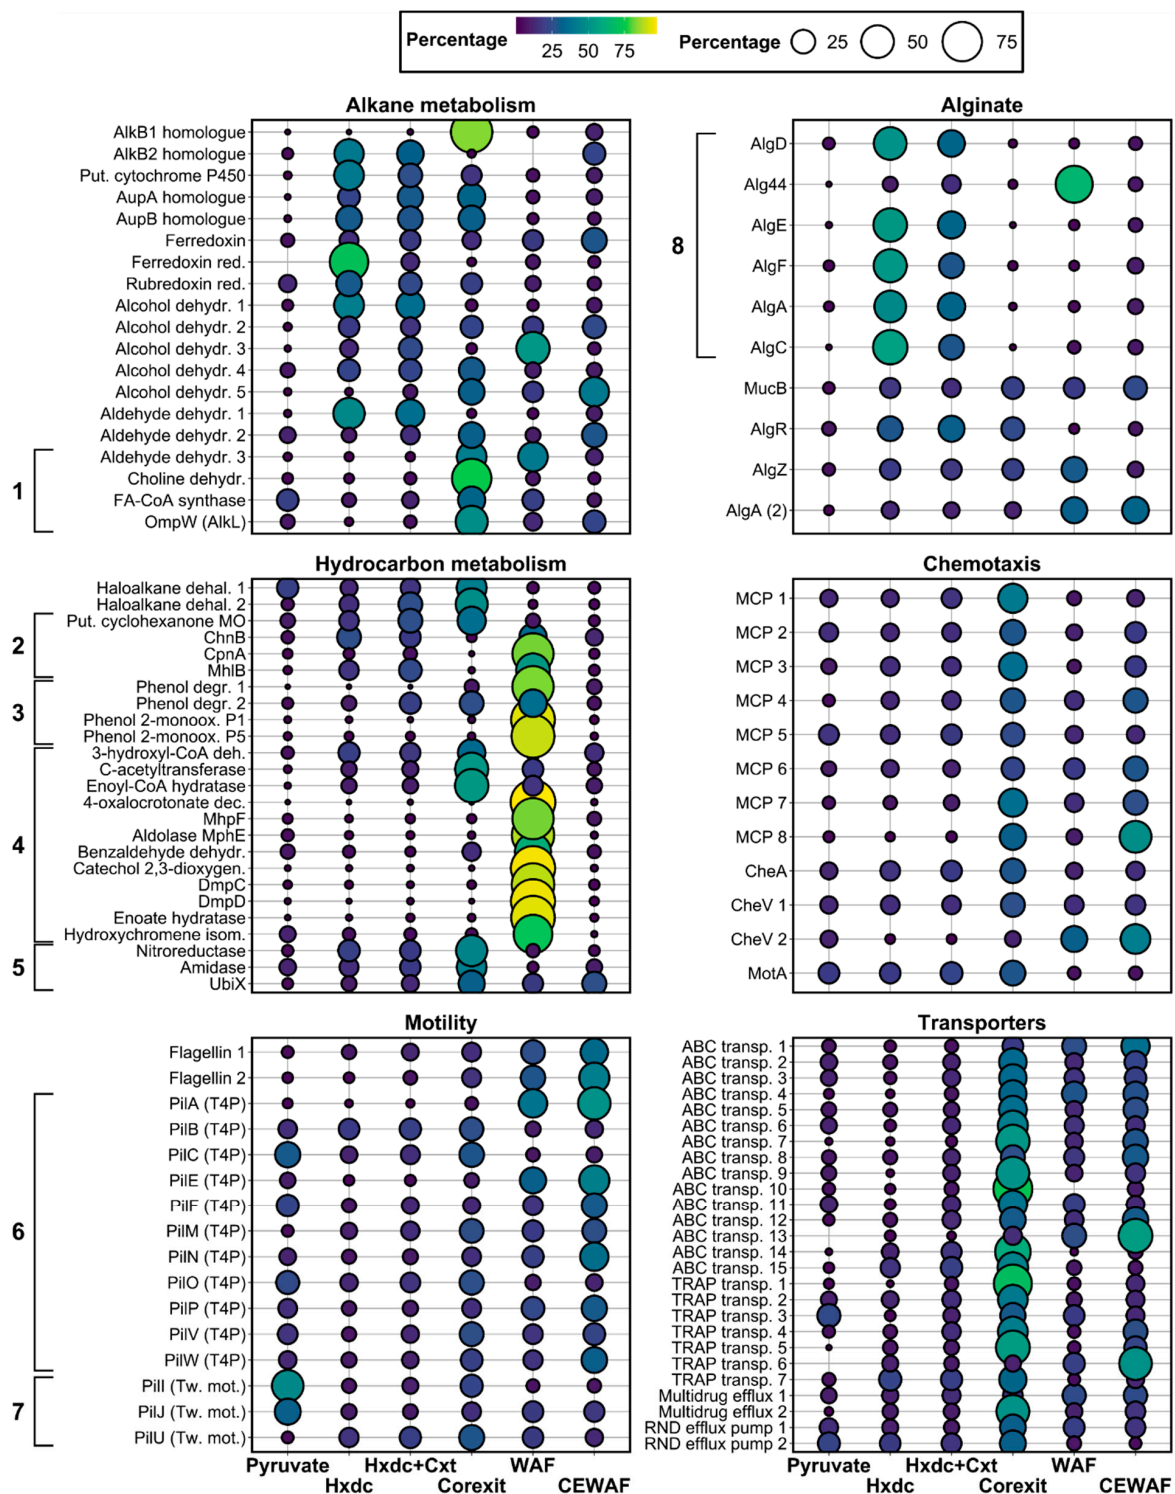 Percentage
25 50 75
Percentage
25
50
75
Alkane metabolism
AlkB1 homologue
AlkB2 homologue
Put. cytochrome P450
AupA homologue
AupB homologue
Ferredoxin
Ferredoxin red.
Rubredoxin red.
Alcohol dehydr. 1
Alcohol dehydr. 2
Alcohol dehydr. 3
Alcohol dehydr. 4
Alcohol dehydr. 5
Aldehyde dehydr. 1
Aldehyde dehydr. 2
Aldehyde dehydr. 3
Choline dehydr.
FA-CoA synthase
OmpW (AlkL)
1
Alginate
AlgD
Alg44
AlgE
AlgF
AlgA
AlgC
MucB
AlgR
AlgZ
AlgA (2)
8
Hydrocarbon metabolism
Haloalkane dehal. 1
Haloalkane dehal. 2
Put. cyclohexanone MO
ChnB
CpnA
MhlB
Phenol degr. 1
Phenol degr. 2
Phenol 2-monoox. P1
Phenol 2-monoox. P5
3-hydroxyl-CoA deh.
C-acetyltransferase
Enoyl-CoA hydratase
4-oxalocrotonate dec.
MhpF
Aldolase MphE
Benzaldehyde dehydr.
Catechol 2,3-dioxygen.
DmpC
DmpD
Enoate hydratase
Hydroxychromene isom.
Nitroreductase
Amidase
UbiX
2
3
4
5
Chemotaxis
MCP 1
MCP 2
MCP 3
MCP 4
MCP 5
MCP 6
MCP 7
MCP 8
CheA
CheV 1
CheV 2
MotA
Motility
Flagellin 1
Flagellin 2
PilA (T4P)
PilB (T4P)
PilC (T4P)
PilE (T4P)
PilF (T4P)
PilM (T4P)
PilN (T4P)
PilO (T4P)
PilP (T4P)
PilV (T4P)
PilW (T4P)
PilI (Tw. mot.)
PilJ (Tw. mot.)
PilU (Tw. mot.)
6
7
Pyruvate
Hxdc
Hxdc+Cxt
Corexit
WAF
CEWAF
Transporters
ABC transp. 1
ABC transp. 2
ABC transp. 3
ABC transp. 4
ABC transp. 5
ABC transp. 6
ABC transp. 7
ABC transp. 8
ABC transp. 9
ABC transp. 10
ABC transp. 11
ABC transp. 12
ABC transp. 13
ABC transp. 14
ABC transp. 15
TRAP transp. 1
TRAP transp. 2
TRAP transp. 3
TRAP transp. 4
TRAP transp. 5
TRAP transp. 6
TRAP transp. 7
Multidrug efflux 1
Multidrug efflux 2
RND efflux pump 1
RND efflux pump 2
Pyruvate
Hxdc
Hxdc+Cxt
Corexit
WAF
CEWAF